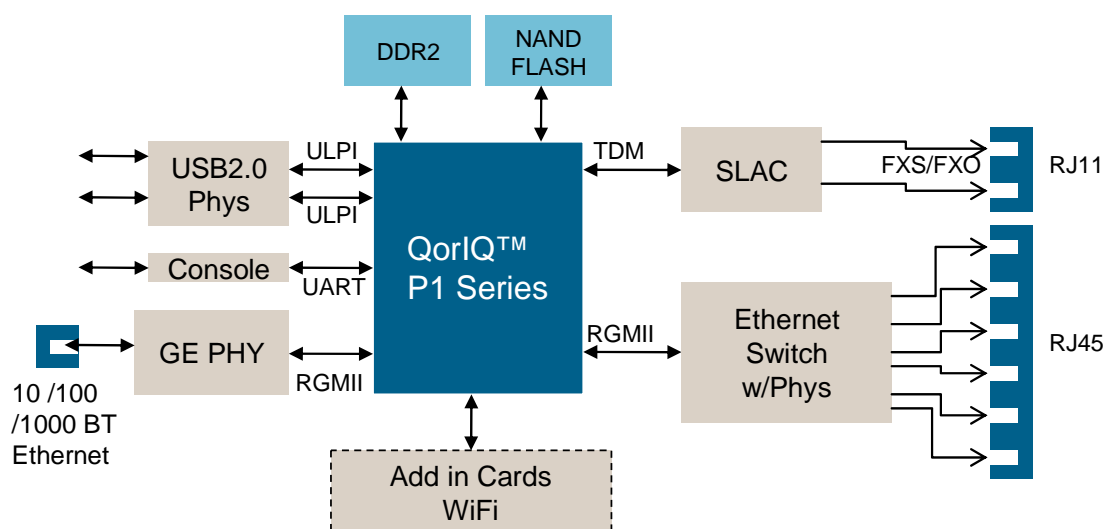 DDR2
NAND
FLASH
USB2.0
Phys
ULPI
ULPI
TDM
SLAC
FXS/FXO
RJ11
QorIQ™
P1 Series
Console
UART
GE PHY
RGMII
10 /100
/1000 BT
Ethernet
RGMII
Ethernet
Switch
w/Phys
RJ45
Add in Cards
WiFi